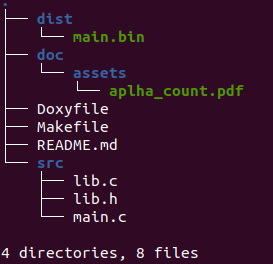 .
├── dist
│   └── main.bin
├── doc
│   └── assets
│       └── aplha_count.pdf
├── Doxyfile
├── Makefile
├── README.md
└── src
    ├── lib.c
    ├── lib.h
    └── main.c

4 directories, 8 files